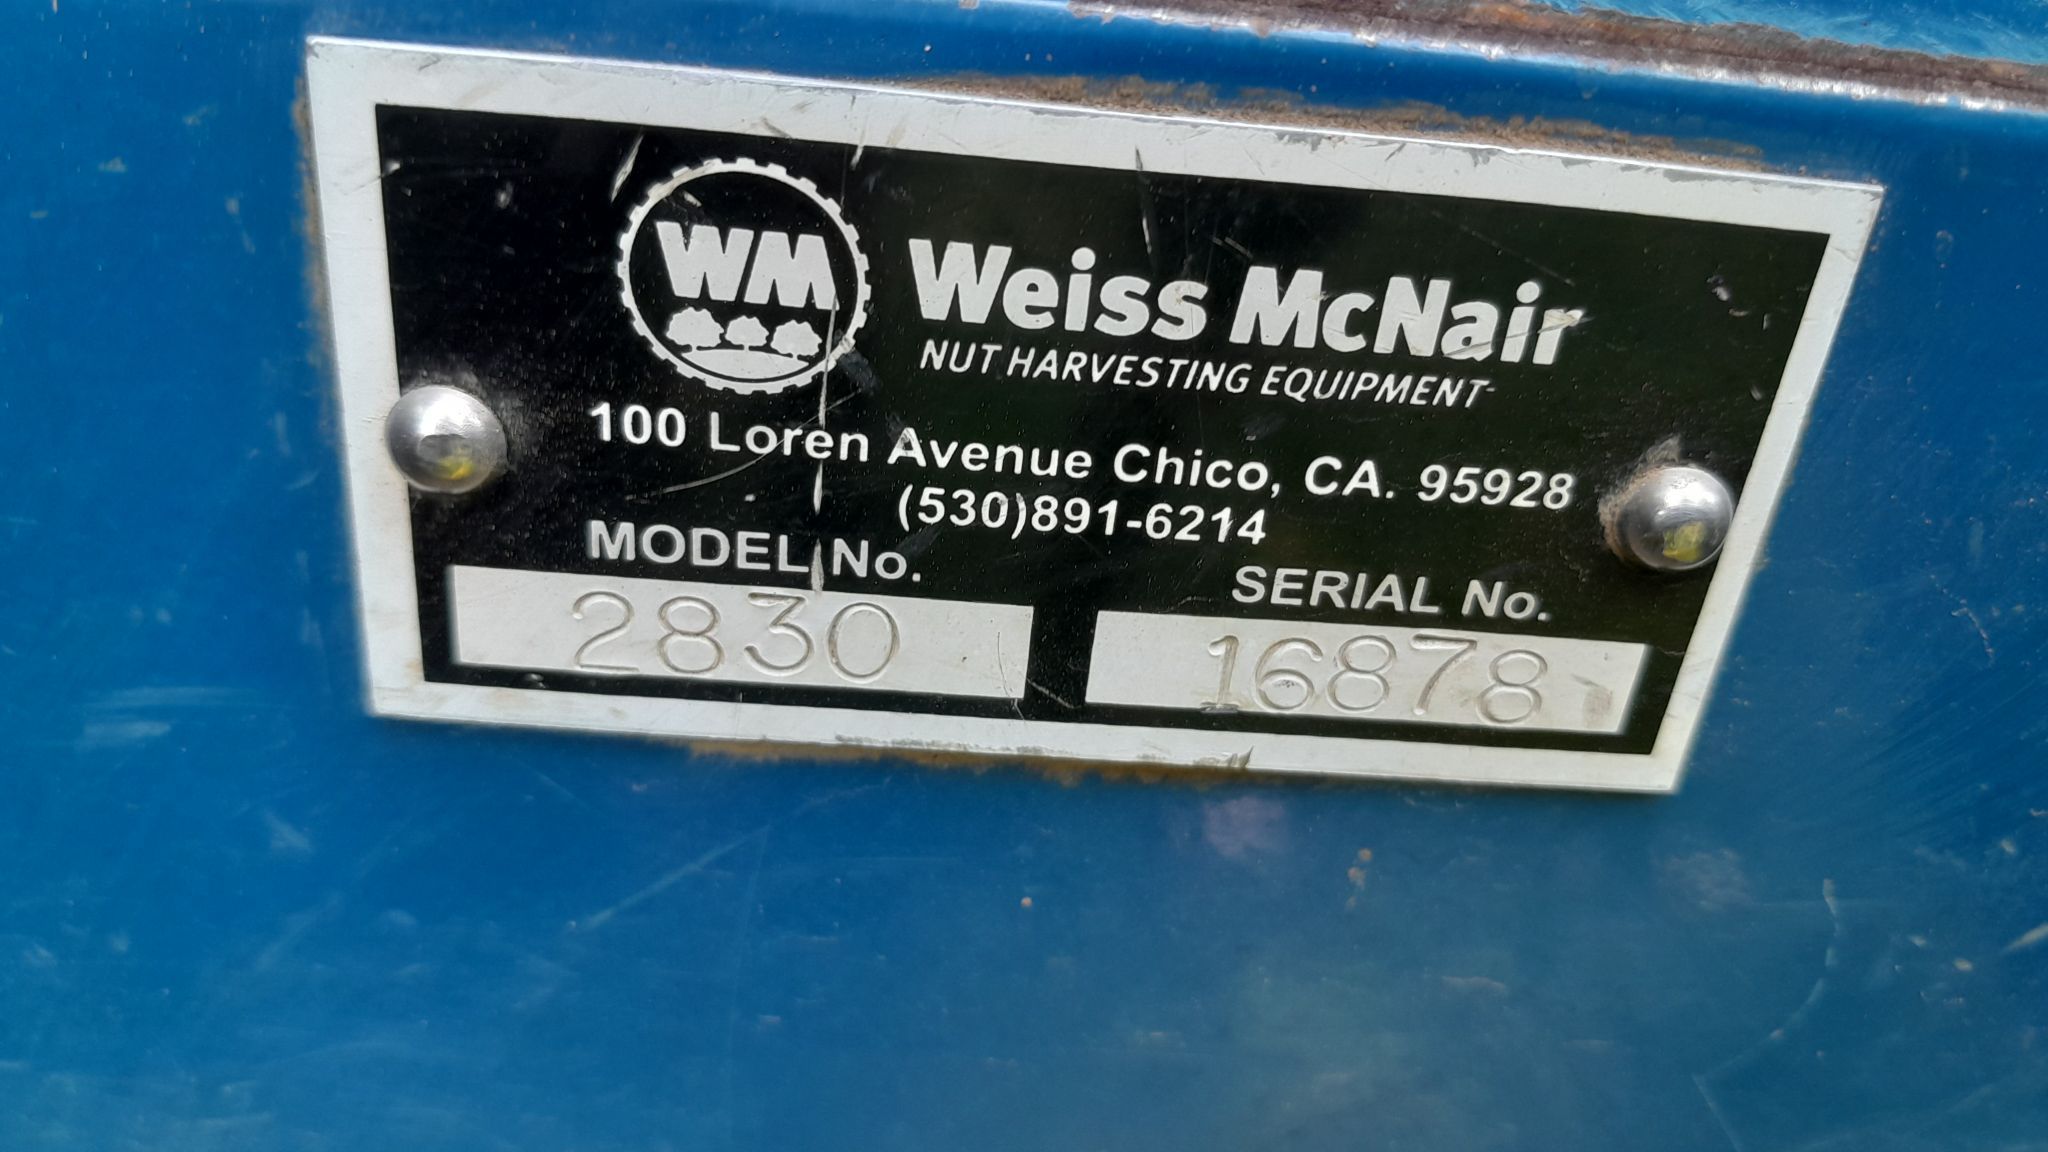 WM
Weiss McNair
NUT HARVESTING EQUIPMENT
100 Loren Avenue Chico, CA. 95928
(530)891-6214
MODEL No.
2830
SERIAL No.
16878